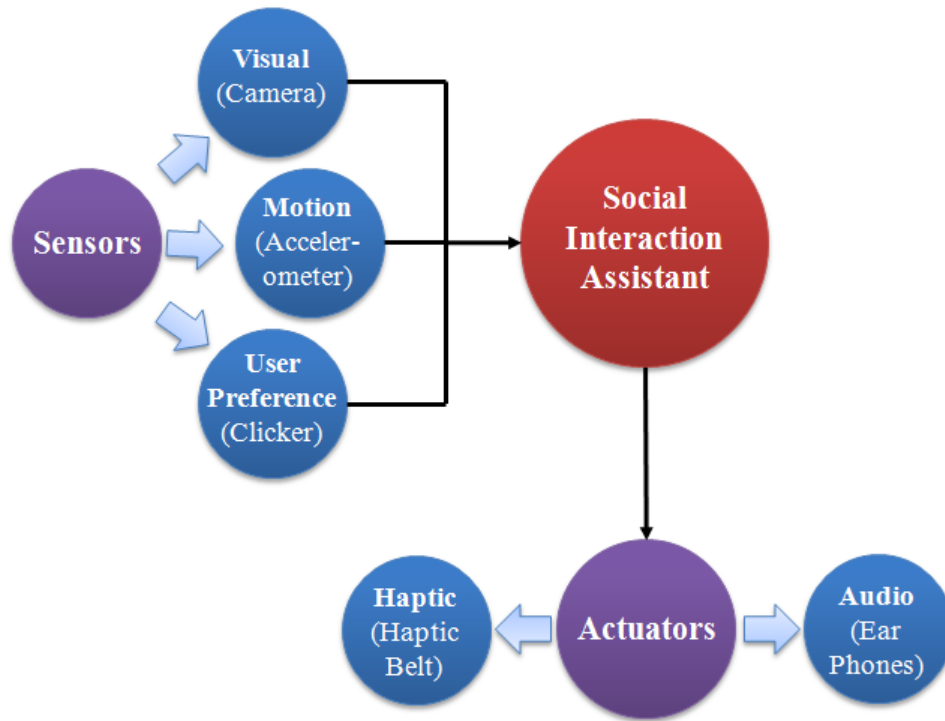 Visual
(Camera)
Sensors
Motion
(Acceler-
ometer)
User
Preference
(Clicker)
Social
Interaction
Assistant
Haptic
(Haptic
Belt)
Actuators
Audio
(Ear
Phones)